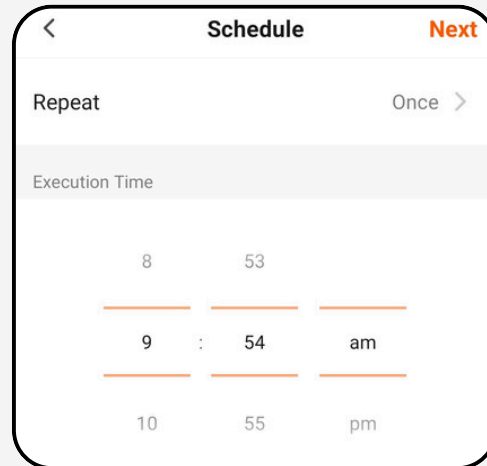 Schedule Next
Repeat Once
Execution Time
8 53
9 : 54 am
10 55 pm